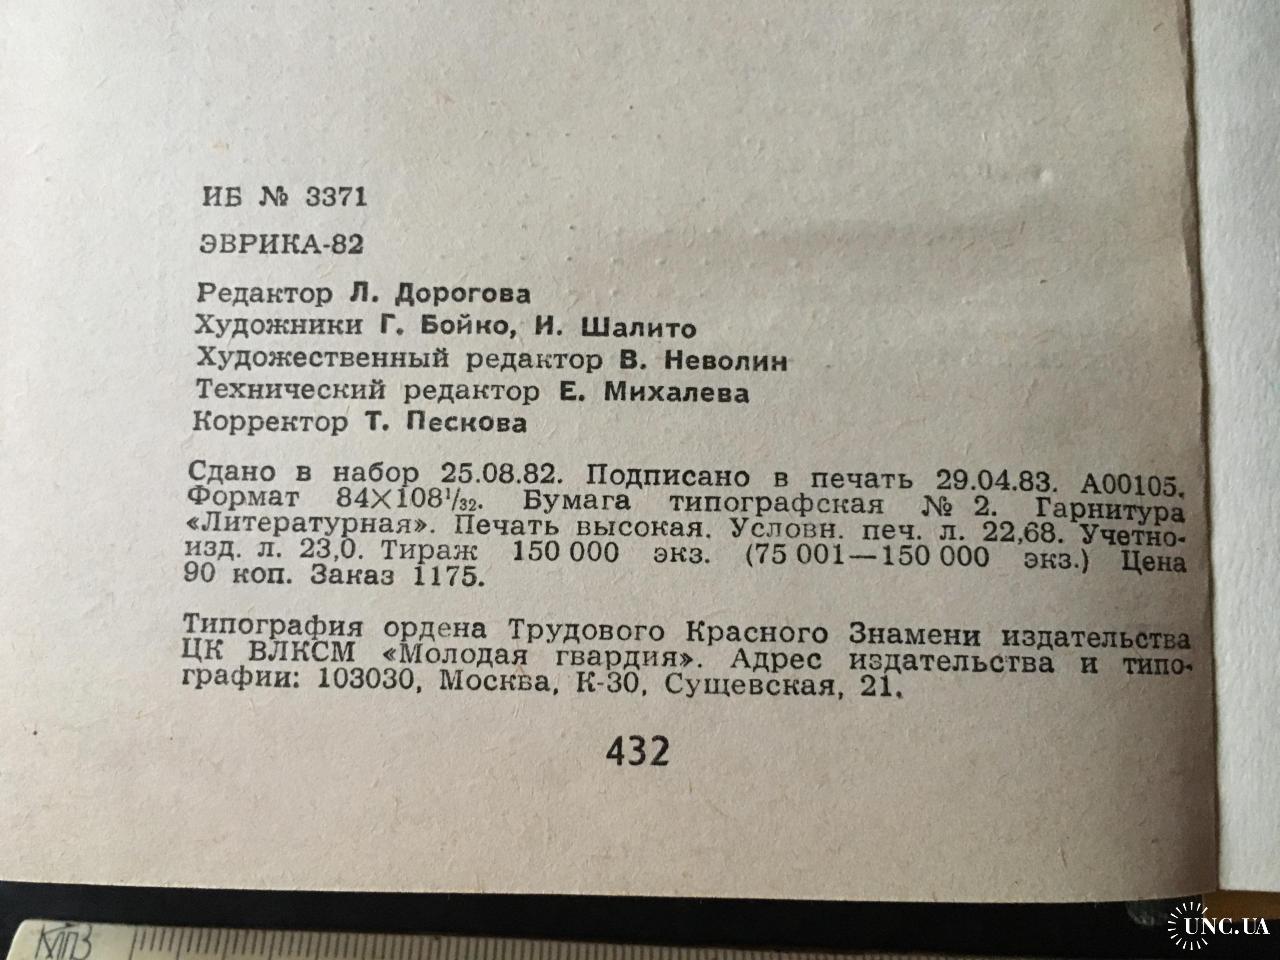 ИБ № 3371
ЭВРИКА-82
Редактор Л. Дорогова
Художники Г. Бойко, И. Шалито
Художественный редактор В. Неволин
Технический редактор Е. Михалева
Корректор Т. Пескова
Сдано в набор 25.08.82. Подписано в печать 29.04.83. А00105.
Формат 84×108¹/₃₂. Бумага типографская № 2. Гарнитура
«Литературная». Печать высокая. Условн. печ. л. 22,68. Учетно-
изд. л. 23,0. Тираж 150 000 экз. (75 001—150 000 экз.) Цена
90 коп. Заказ 1175.
Типография ордена Трудового Красного Знамени издательства
ЦК ВЛКСМ «Молодая гвардия». Адрес издательства и типо-
графии: 103030, Москва, К-30, Сущевская, 21.
432
UNC.UA